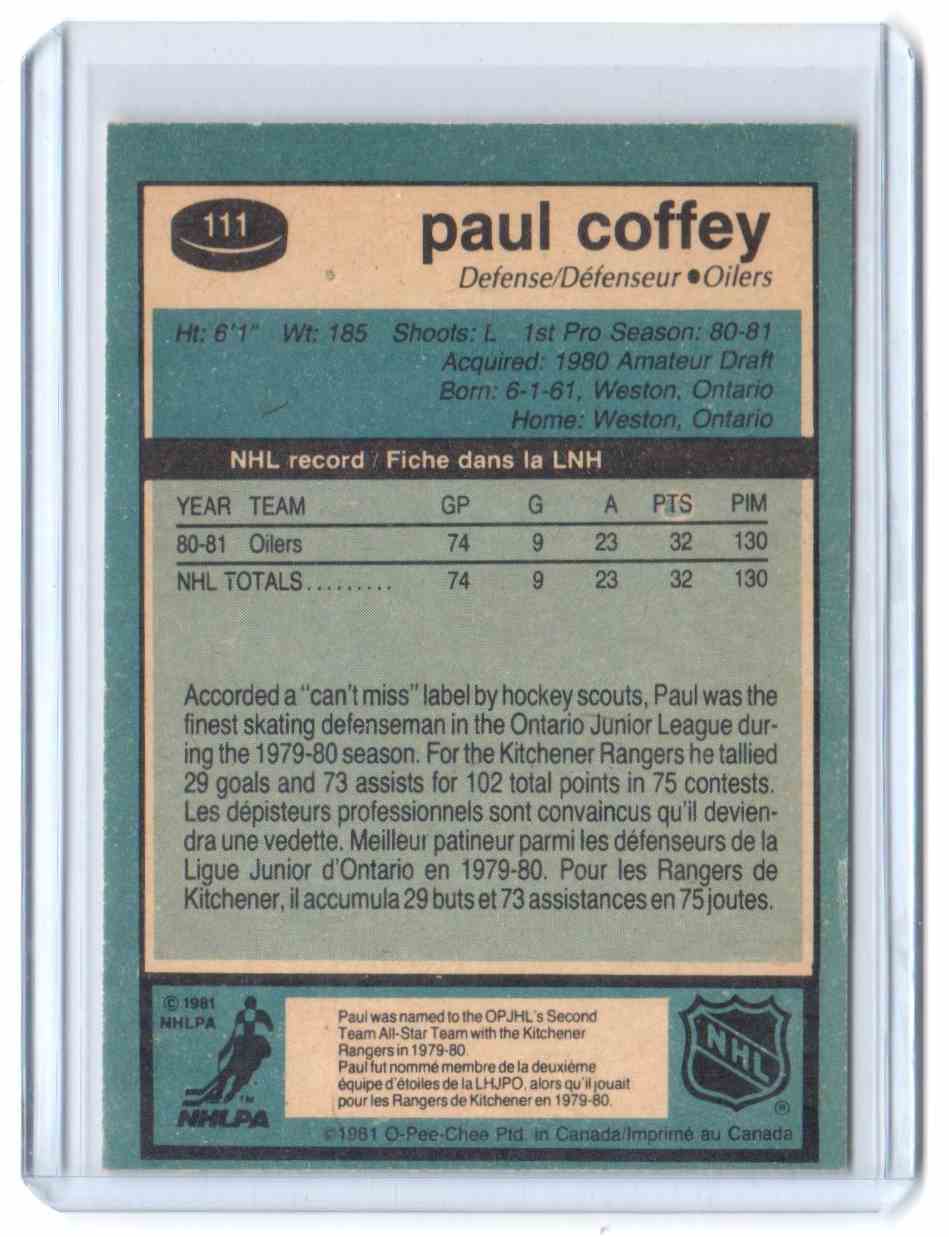 111
paul coffey
Defense/Défenseur ● Oilers
Ht: 6'1" Wt: 185 Shoots: L 1st Pro Season: 80-81
Acquired: 1980 Amateur Draft
Born: 6-1-61, Weston, Ontario
Home: Weston, Ontario
NHL record / Fiche dans la LNH
YEAR TEAM GP G A PTS PIM
80-81 Oilers 74 9 23 32 130
NHL TOTALS......... 74 9 23 32 130
Accorded a "can't miss" label by hockey scouts, Paul was the
finest skating defenseman in the Ontario Junior League dur-
ing the 1979-80 season. For the Kitchener Rangers he tallied
29 goals and 73 assists for 102 total points in 75 contests.
Les dépisteurs professionnels sont convaincus qu'il devien-
dra une vedette. Meilleur patineur parmi les défenseurs de la
Ligue Junior d'Ontario en 1979-80. Pour les Rangers de
Kitchener, il accumula 29 buts et 73 assistances en 75 joutes.
© 1981
NHLPA
NHLPA
TM
Paul was named to the OPJHL's Second
Team All-Star Team with the Kitchener
Rangers in 1979-80.
Paul fut nommé membre de la deuxième
équipe d'étoiles de la LHJPO, alors qu'il jouait
pour les Rangers de Kitchener en 1979-80.
NHL
®
©1981 O-Pee-Chee Ptd. in Canada/Imprimé au Canada